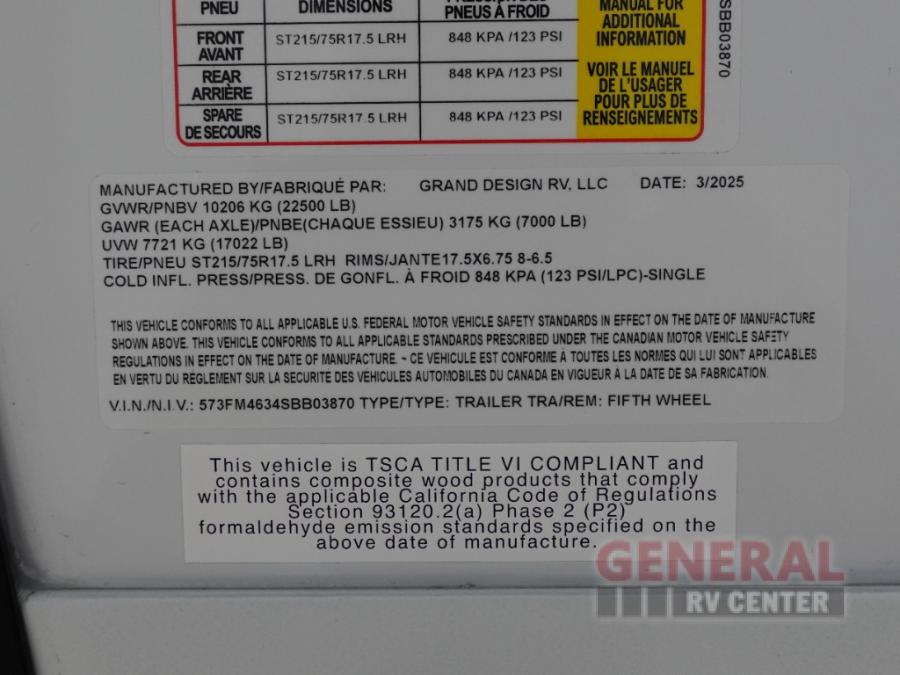 PNEU DIMENSIONS PNEUS À FROID
FRONT AVANT ST215/75R17.5 LRH 848 KPA /123 PSI
REAR ARRIÈRE ST215/75R17.5 LRH 848 KPA /123 PSI
SPARE DE SECOURS ST215/75R17.5 LRH 848 KPA /123 PSI
MANUAL FOR
ADDITIONAL
INFORMATION
VOIR LE MANUEL
DE L'USAGER
POUR PLUS DE
RENSEIGNEMENTS
SBB03870
MANUFACTURED BY/FABRIQUÉ PAR: GRAND DESIGN RV, LLC DATE: 3/2025
GVWR/PNBV 10206 KG (22500 LB)
GAWR (EACH AXLE)/PNBE(CHAQUE ESSIEU) 3175 KG (7000 LB)
UVW 7721 KG (17022 LB)
TIRE/PNEU ST215/75R17.5 LRH RIMS/JANTE17.5X6.75 8-6.5
COLD INFL. PRESS/PRESS. DE GONFL. À FROID 848 KPA (123 PSI/LPC)-SINGLE
THIS VEHICLE CONFORMS TO ALL APPLICABLE U.S. FEDERAL MOTOR VEHICLE SAFETY STANDARDS IN EFFECT ON THE DATE OF MANUFACTURE
SHOWN ABOVE. THIS VEHICLE CONFORMS TO ALL APPLICABLE STANDARDS PRESCRIBED UNDER THE CANADIAN MOTOR VEHICLE SAFETY
REGULATIONS IN EFFECT ON THE DATE OF MANUFACTURE. - CE VÉHICULE EST CONFORME À TOUTES LES NORMES QUI LUI SONT APPLICABLES
EN VERTU DU REGLEMENT SUR LA SECURITE DES VÉHICULES AUTOMOBILES DU CANADA EN VIGUEUR À LA DATE DE SA FABRICATION.
V.I.N./N.I.V.: 573FM4634SBB03870 TYPE/TYPE: TRAILER TRA/REM: FIFTH WHEEL
This vehicle is TSCA TITLE VI COMPLIANT and
contains composite wood products that comply
with the applicable California Code of Regulations
Section 93120.2(a) Phase 2 (P2)
formaldehyde emission standards specified on the
above date of manufacture.
GENERAL
RV CENTER